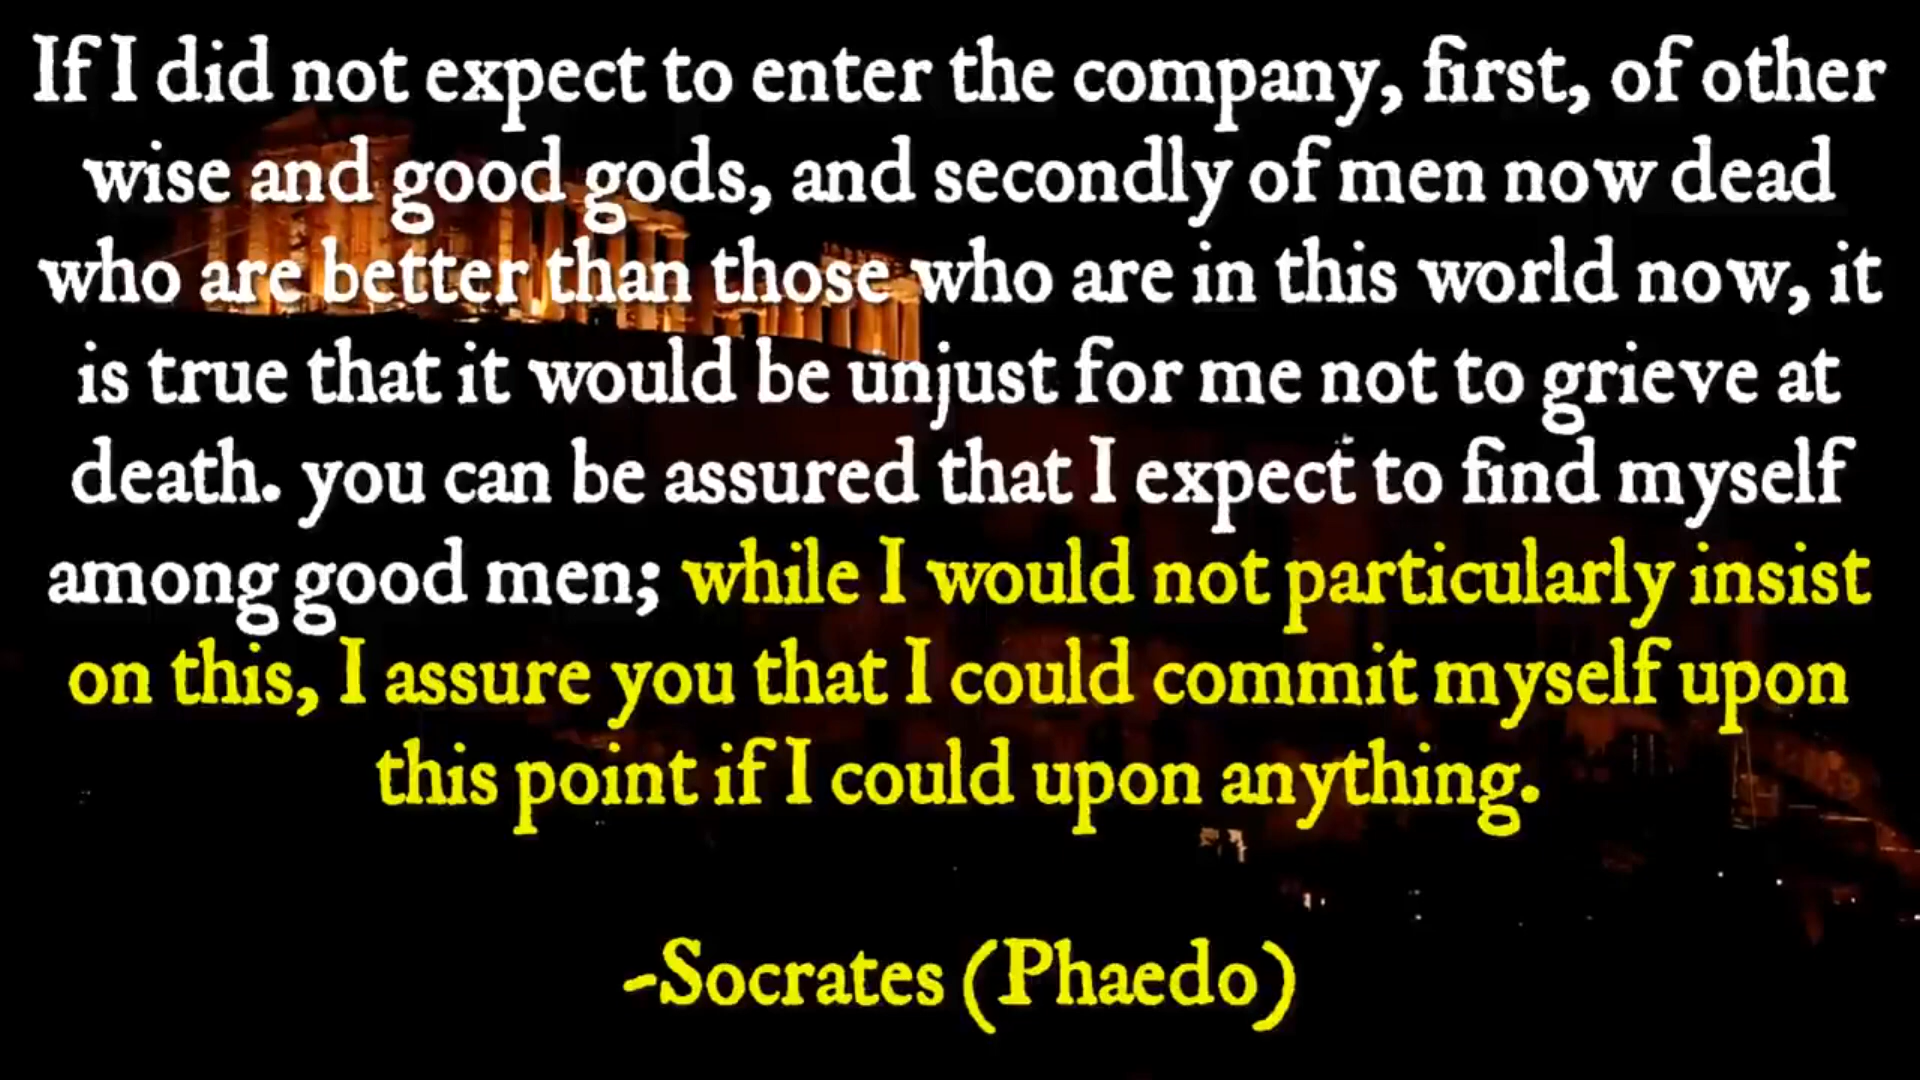 If I did not expect to enter the company, first, of other
wise and good gods, and secondly of men now dead
who are better than those who are in this world now, it
is true that it would be unjust for me not to grieve at
death. you can be assured that I expect to find myself
among good men; while I would not particularly insist
on this, I assure you that I could commit myself upon
this point if I could upon anything.
-Socrates (Phaedo)